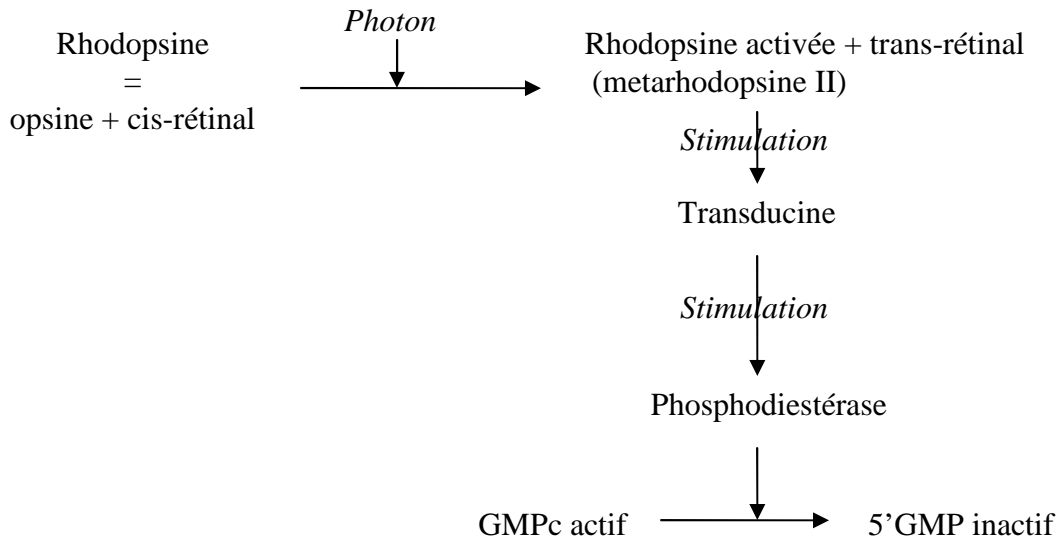 Photon
Rhodopsine
=
opsine + cis-rétinal
Rhodopsine activée + trans-rétinal
(metarhodopsine II)
Stimulation
Transducine
Stimulation
Phosphodiestérase
GMPc actif
5’GMP inactif